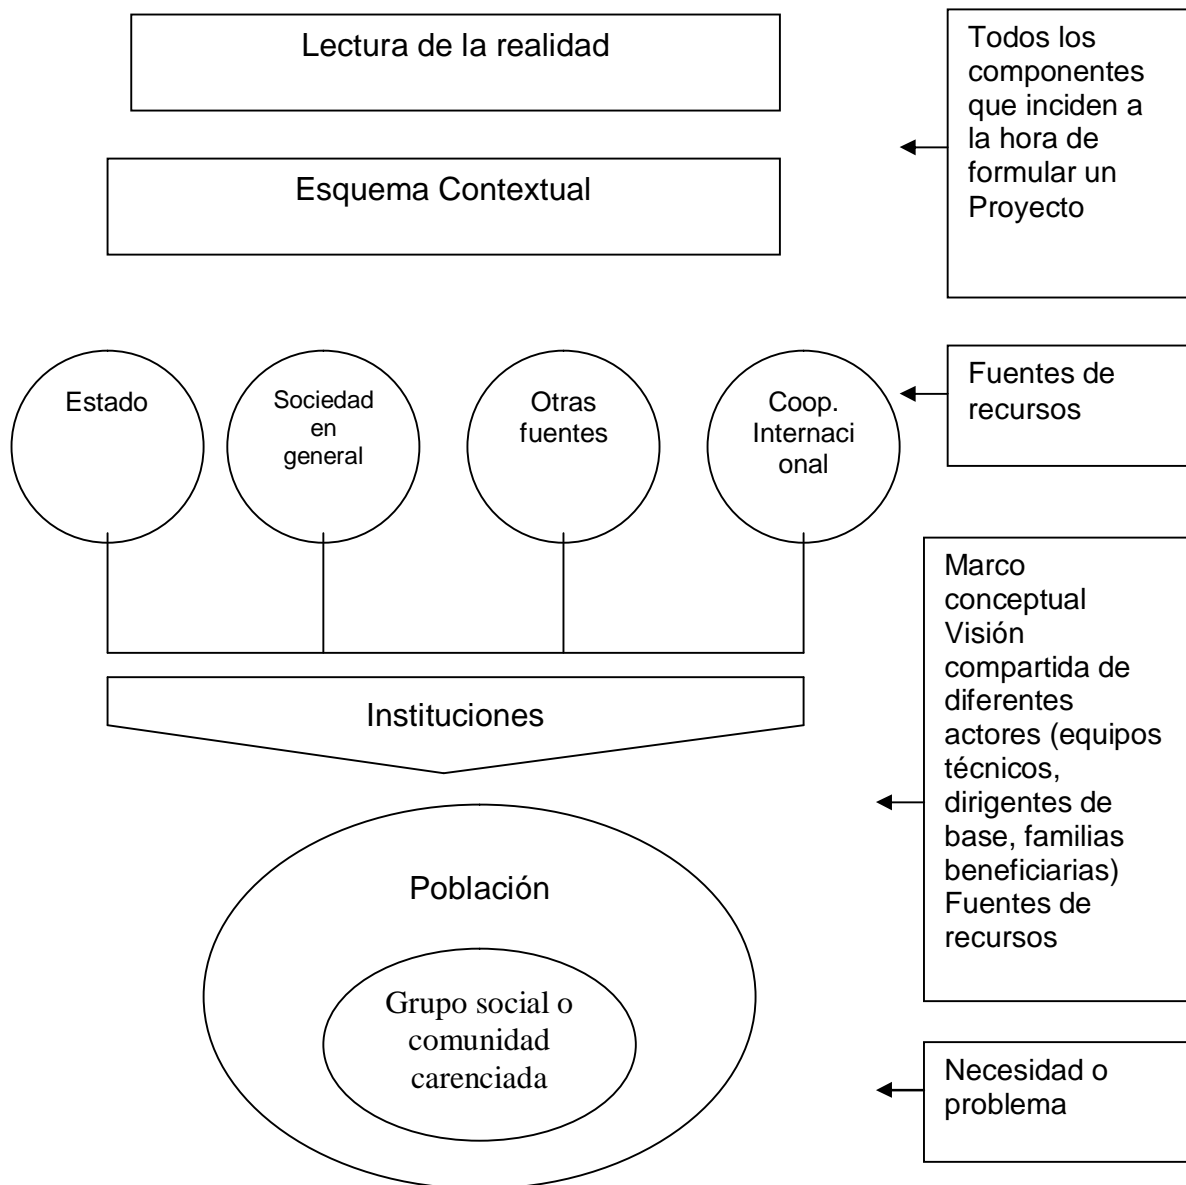 Lectura de la realidad
Todos los
componentes
que inciden a
la hora de
formular un
Proyecto
Esquema Contextual
Estado
Sociedad
en
general
Otras
fuentes
Coop.
Internaci
onal
Fuentes de
recursos
Instituciones
Marco
conceptual
Visión
compartida de
diferentes
actores (equipos
técnicos,
dirigentes de
base, familias
beneficiarias)
Fuentes de
recursos
Población
Grupo social o
comunidad
carenciada
Necesidad o
problema